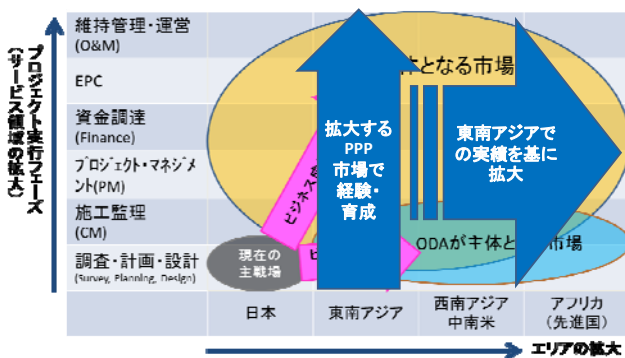 プロジェクト実行フェーズ
(サービス領域の拡大)
維持管理・運営
(O&M)
EPC
資金調達
(Finance)
プロジェクト・マネジメ
ント(PM)
施工監理
(CM)
調査・計画・設計
(Survey, Planning, Design)
となる市場
拡大する
PPP
市場で
経験・
育成
東南アジアで
の実績を基に
拡大
ビジネス
現在の
主戦場
ビ
ODAが主体と
市場
日本
東南アジア
西南アジア
中南米
アフリカ
(先進国)
エリアの拡大